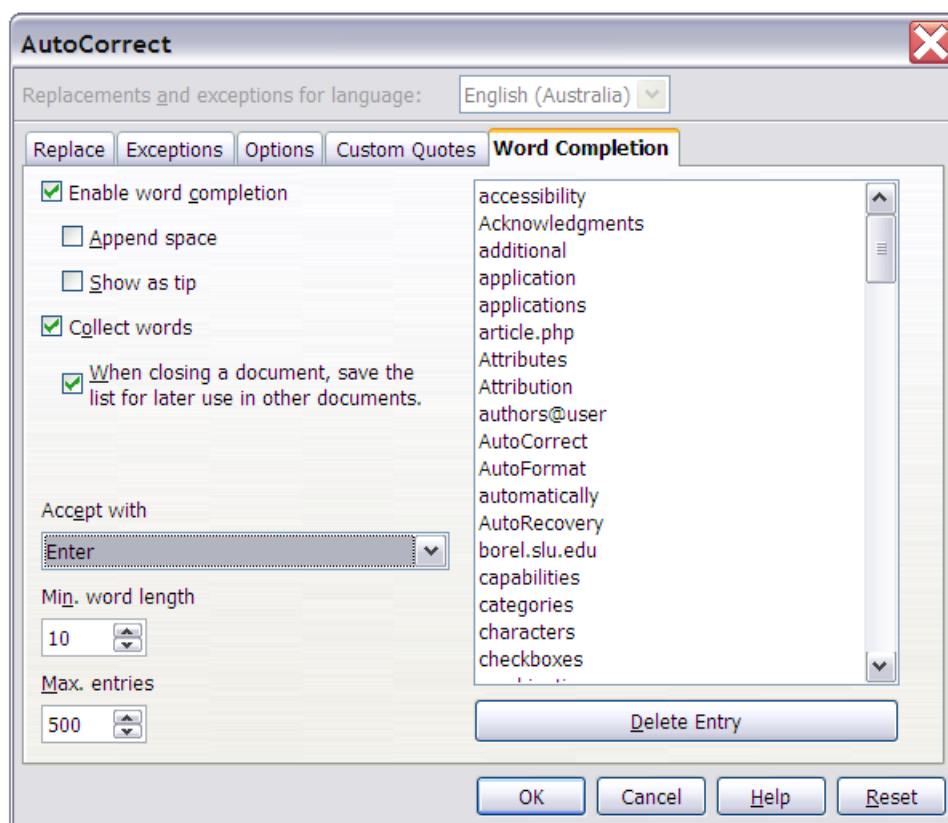 AutoCorrect
Replacements and exceptions for language:
English (Australia)
Replace
Exceptions
Options
Custom Quotes
Word Completion
Enable word completion
Append space
Show as tip
Collect words
When closing a document, save the
list for later use in other documents.
Accept with
Enter
Min. word length
10
Max. entries
500
accessibility
Acknowledgments
additional
application
applications
article.php
Attributes
Attribution
authors@user
AutoCorrect
AutoFormat
automatically
AutoRecovery
borel.slu.edu
capabilities
categories
characters
checkboxes
Delete Entry
OK
Cancel
Help
Reset